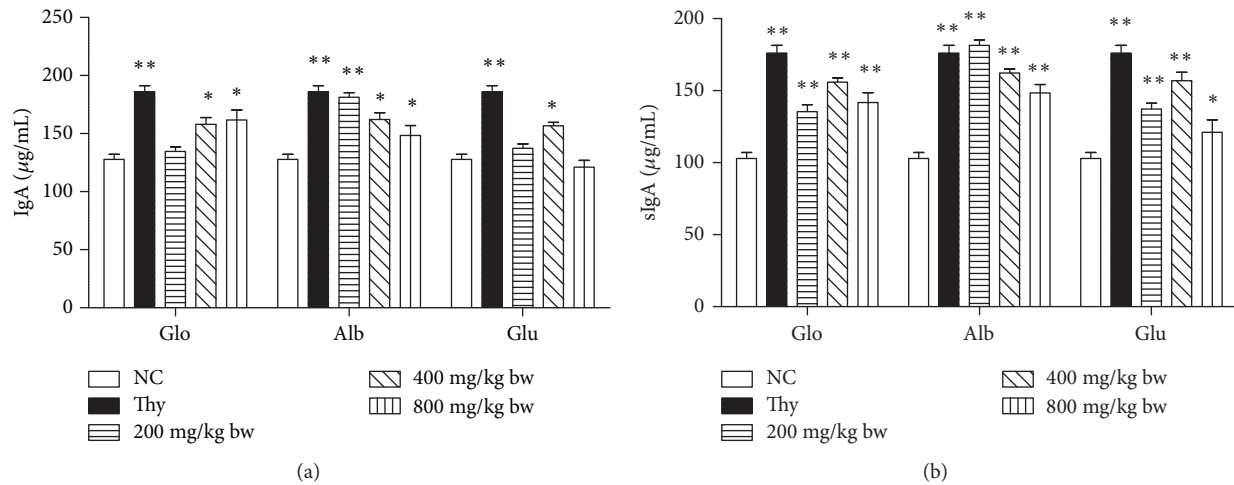 250
200
150
100
50
0
IgA (μg/mL)
** * *
** ** * *
** *
Glo Alb Glu
NC
Thy
200 mg/kg bw
400 mg/kg bw
800 mg/kg bw
(a)
200
150
100
50
0
sIgA (μg/mL)
** ** ** **
** ** ** **
** ** ** *
Glo Alb Glu
NC
Thy
200 mg/kg bw
400 mg/kg bw
800 mg/kg bw
(b)